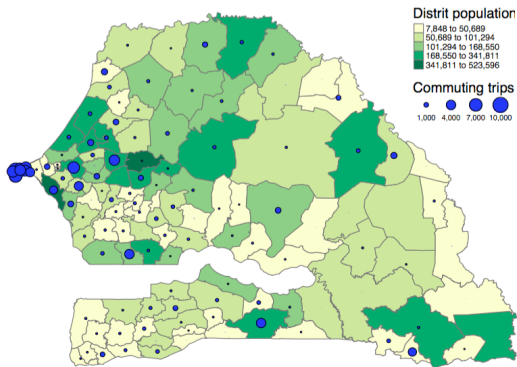 Distrit population
7,848 to 50,689
50,689 to 101,294
101,294 to 168,550
168,550 to 341,811
341,811 to 523,596
Commuting trips
1,000 4,000 7,000 10,000